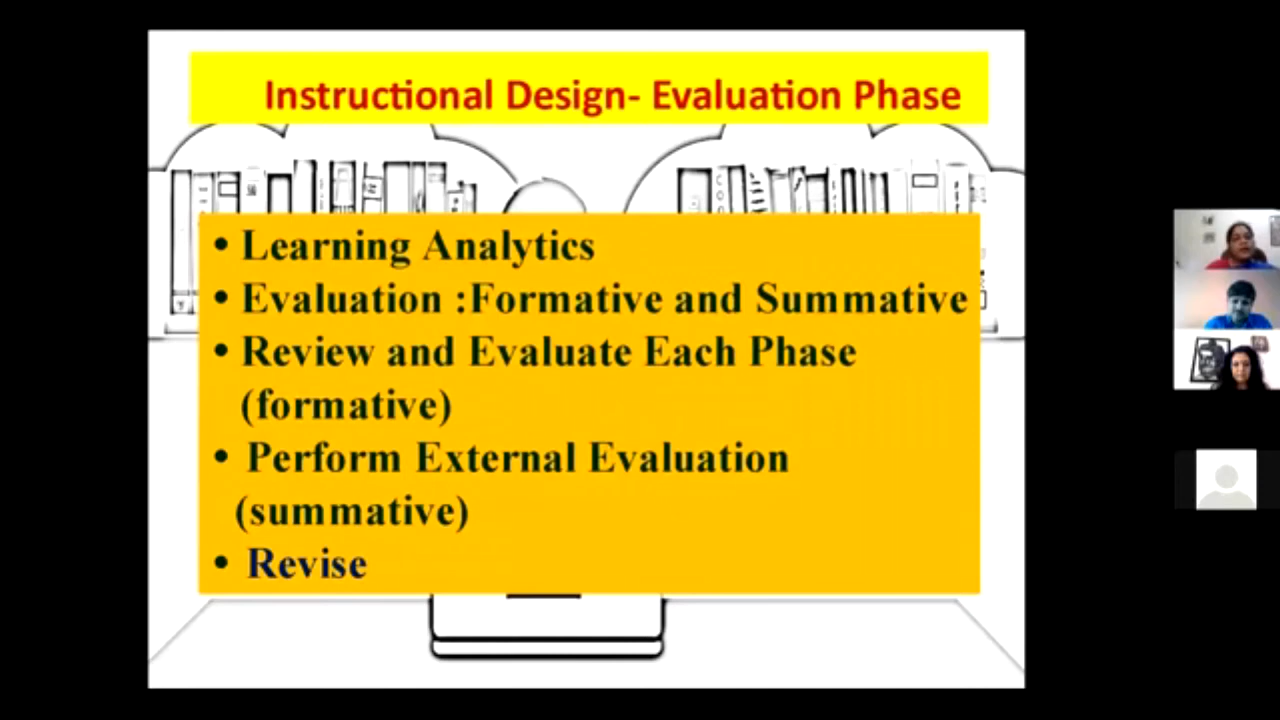 Instructional Design- Evaluation Phase
• Learning Analytics
• Evaluation :Formative and Summative
• Review and Evaluate Each Phase
(formative)
• Perform External Evaluation
(summative)
• Revise